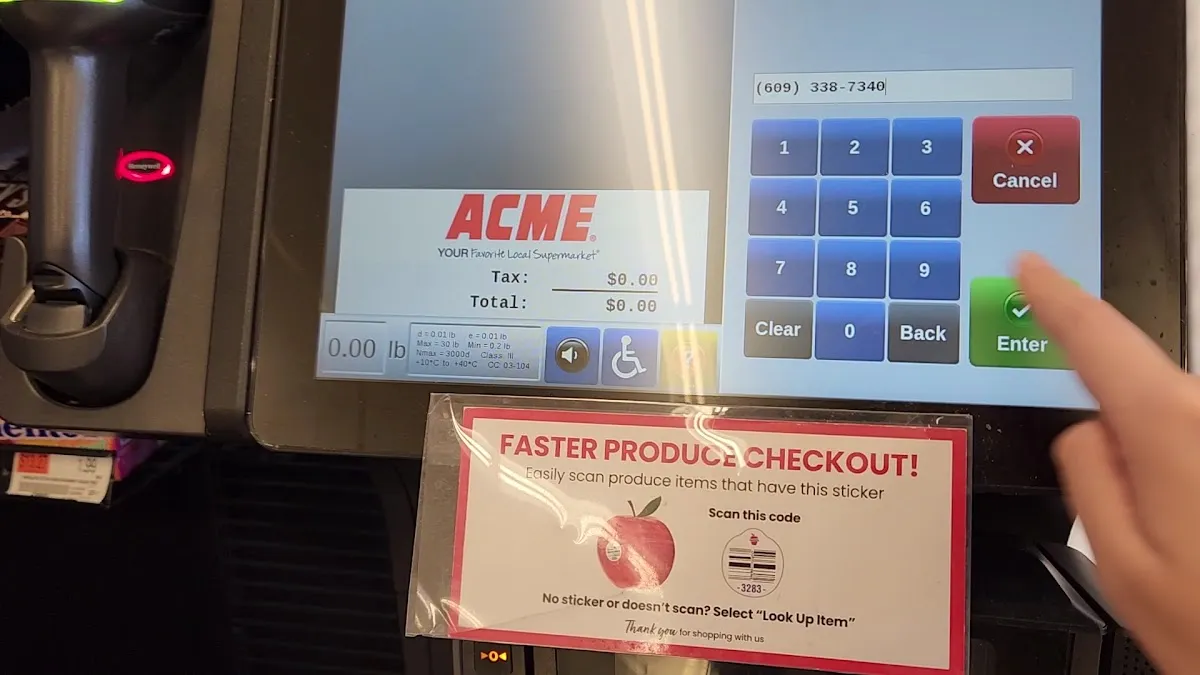 Honeywell
(609) 338-7340
1 2 3
Cancel
4 5 6
7 8 9
Clear 0 Back
Enter
ACME
YOUR Favorite Local Supermarket
Tax: $0.00
Total: $0.00
0.00 lb
d = 0.01 lb e = 0.01 lb
Max = 30 lb Min = 0.2 lb
Nmax = 3000d Class: III
+10°C to +40°C CC: 03-104
FASTER PRODUCE CHECKOUT!
Easily scan produce items that have this sticker
Scan this code
-3283-
No sticker or doesn't scan? Select "Look Up Item"
Thank you for shopping with us
►0◄